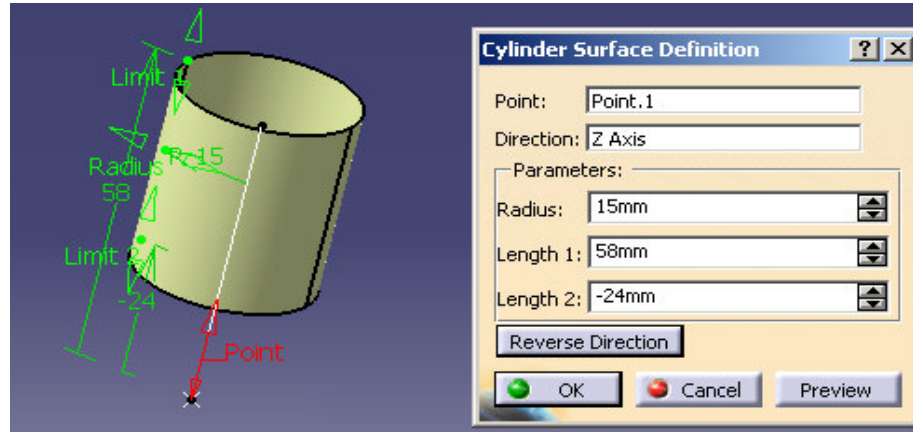 Limit 1
R 15
Radius
58
Limit 2
-24
Point
Cylinder Surface Definition
Point: Point.1
Direction: Z Axis
Parameters:
Radius: 15mm
Length 1: 58mm
Length 2: -24mm
Reverse Direction
OK Cancel Preview